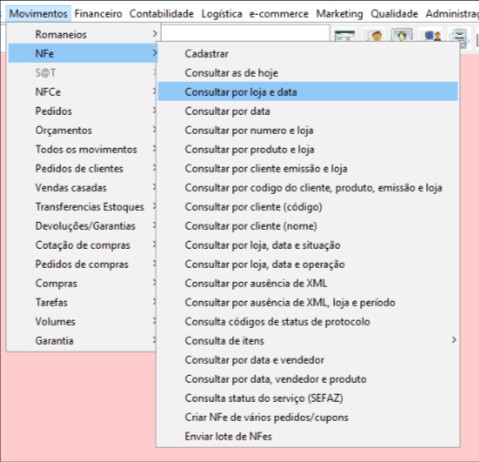 Movimentos Financeiro Contabilidade Logística e-commerce Marketing Qualidade Administraç
Romaneios
NFe
S@T
NFCe
Pedidos
Orçamentos
Todos os movimentos
Pedidos de clientes
Vendas casadas
Transferencias Estoques
Devoluções/Garantias
Cotação de compras
Pedidos de compras
Compras
Tarefas
Volumes
Garantia
Cadastrar
Consultar as de hoje
Consultar por loja e data
Consultar por data
Consultar por numero e loja
Consultar por produto e loja
Consultar por cliente emissão e loja
Consultar por codigo do cliente, produto, emissão e loja
Consultar por cliente (código)
Consultar por cliente (nome)
Consultar por loja, data e situação
Consultar por loja, data e operação
Consultar por ausência de XML
Consultar por ausência de XML, loja e período
Consulta códigos de status de protocolo
Consulta de itens
Consultar por data e vendedor
Consultar por data, vendedor e produto
Consulta status do serviço (SEFAZ)
Criar NFe de vários pedidos/cupons
Enviar lote de NFes